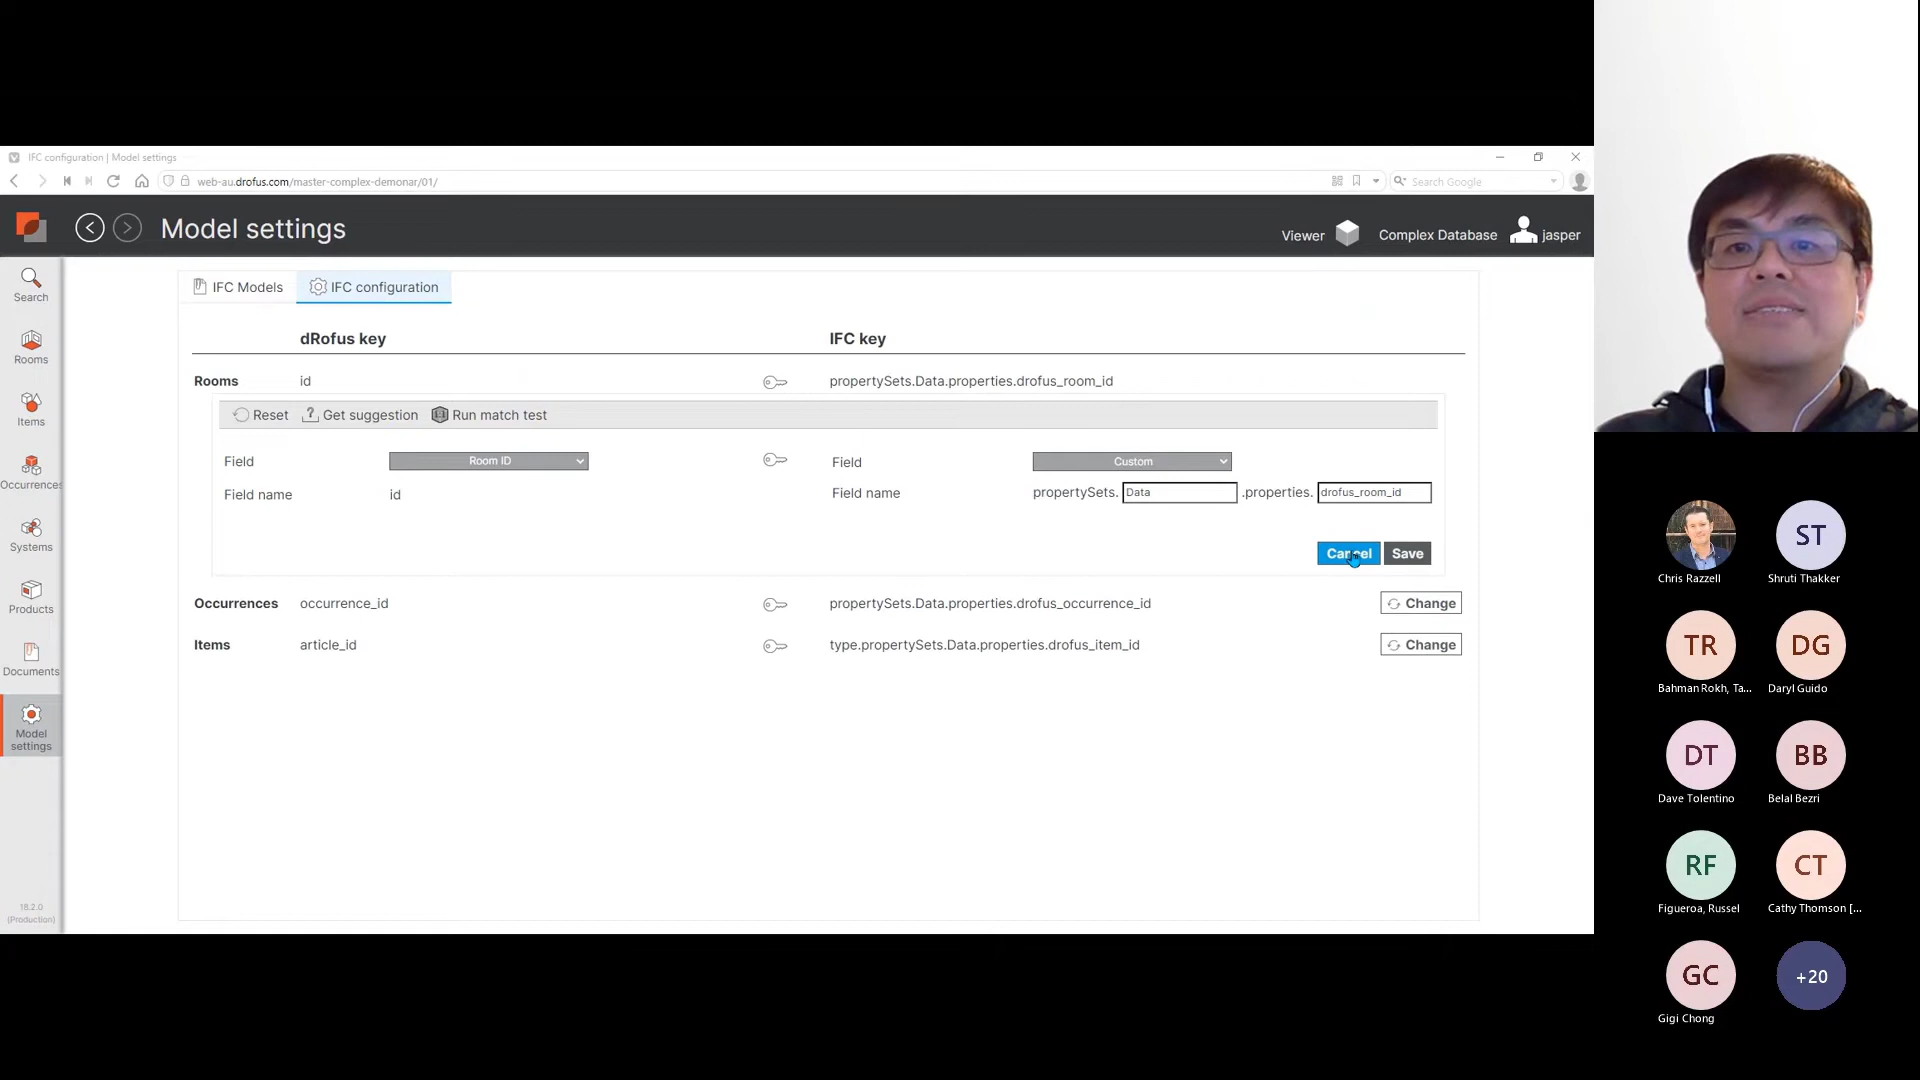 IFC configuration | Model settings
web-au.drofus.com/master-complex-demonar/01/
Search Google
Model settings
Viewer
Complex Database
jasper
Search
Rooms
Items
Occurrences
Systems
Products
Documents
Model
settings
18.2.0
(Production)
IFC Models
IFC configuration
dRofus key
IFC key
Rooms
id
propertySets.Data.properties.drofus_room_id
Reset
Get suggestion
Run match test
Field
Room ID
Field
Custom
Field name
id
Field name
propertySets. Data .properties. drofus_room_id
Cancel
Save
Occurrences
occurrence_id
propertySets.Data.properties.drofus_occurrence_id
Change
Items
article_id
type.propertySets.Data.properties.drofus_item_id
Change
Chris Razzell
ST
Shruti Thakker
TR
Bahman Rokh, Ta...
DG
Daryl Guido
DT
Dave Tolentino
BB
Belal Bezri
RF
Figueroa, Russel
CT
Cathy Thomson [...
GC
Gigi Chong
+20